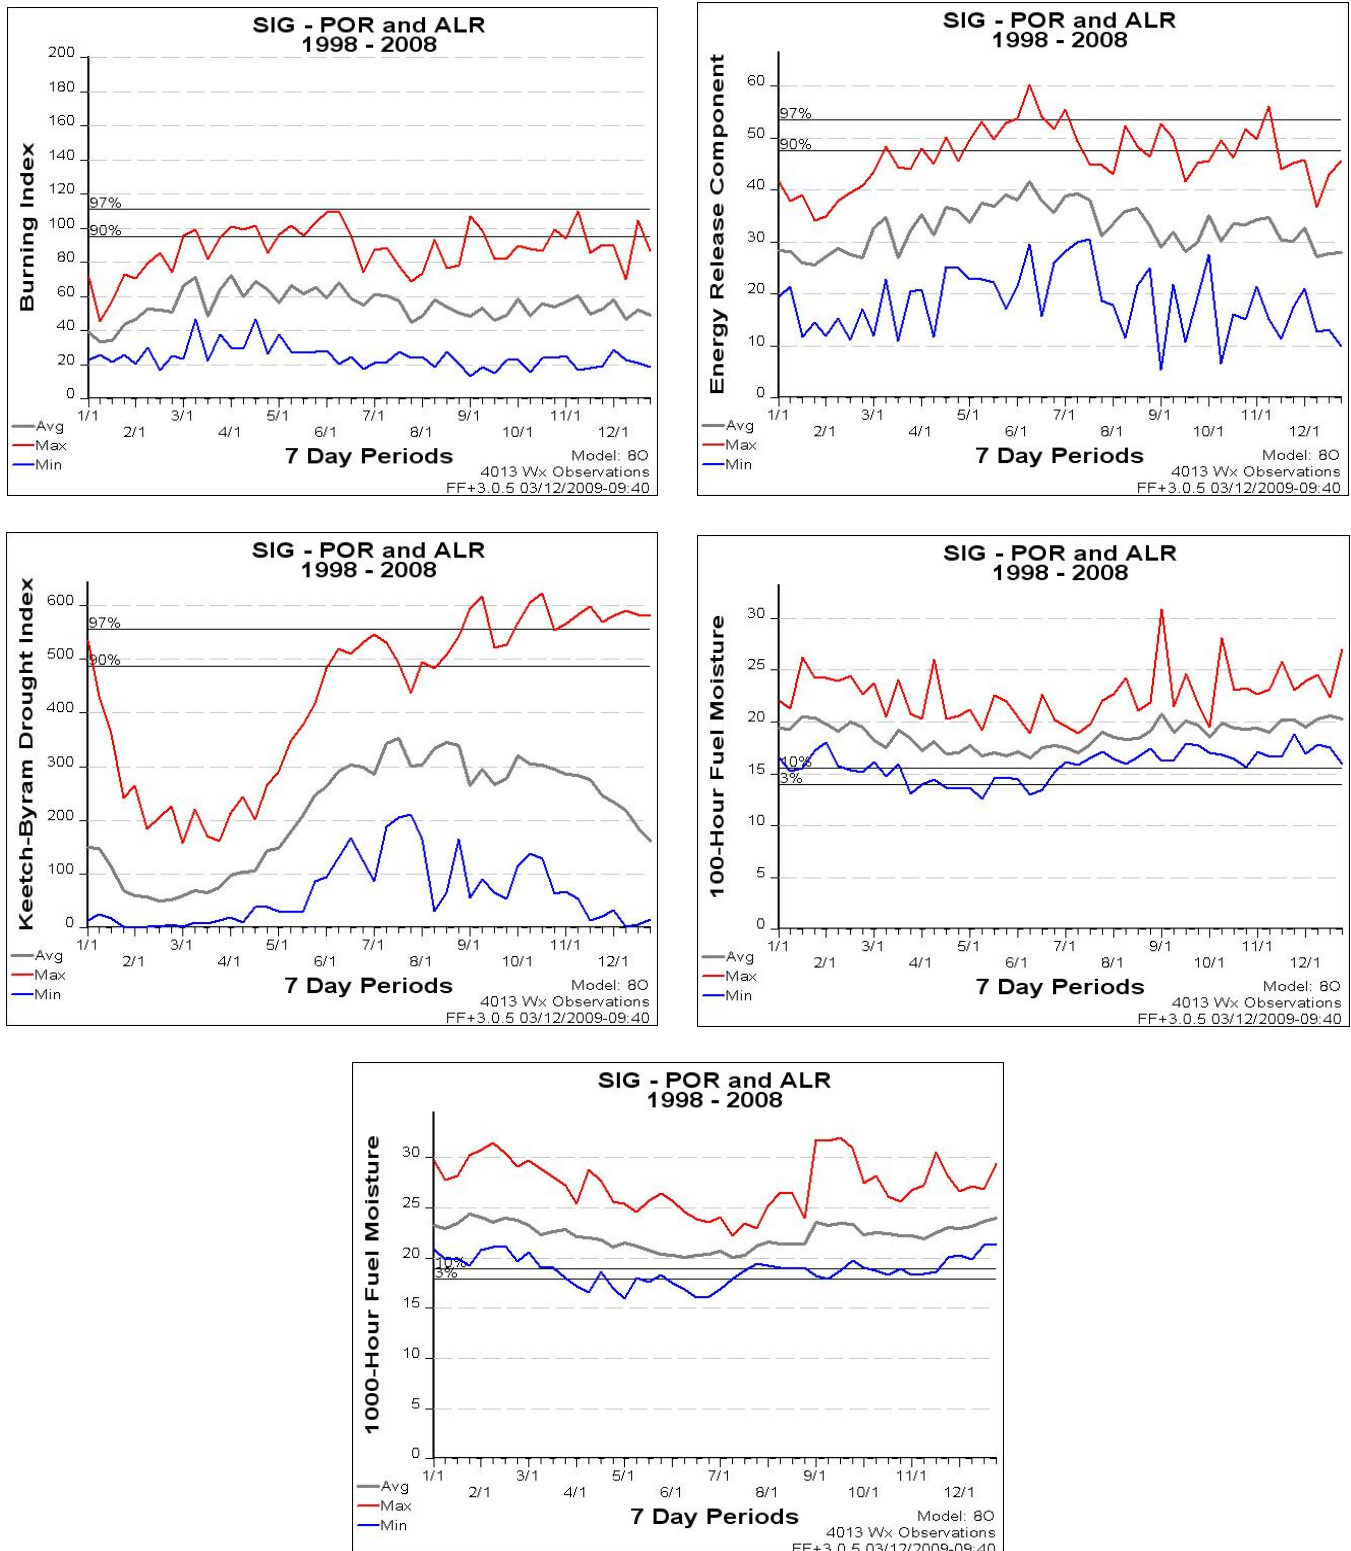 SIG - POR and ALR
1998 - 2008
Burning Index
200
180
160
140
120
97%
100
90%
80
60
40
20
0
1/1 3/1 5/1 7/1 9/1 11/1
2/1 4/1 6/1 8/1 10/1 12/1
Avg
Max
Min
7 Day Periods
Model: 8O
4013 Wx Observations
FF+3.0.5 03/12/2009-09:40
SIG - POR and ALR
1998 - 2008
Energy Release Component
60
97%
50
90%
40
30
20
10
0
1/1 3/1 5/1 7/1 9/1 11/1
2/1 4/1 6/1 8/1 10/1 12/1
Avg
Max
Min
7 Day Periods
Model: 8O
4013 Wx Observations
FF+3.0.5 03/12/2009-09:40
SIG - POR and ALR
1998 - 2008
Keetch-Byram Drought Index
600
97%
500
90%
400
300
200
100
0
1/1 3/1 5/1 7/1 9/1 11/1
2/1 4/1 6/1 8/1 10/1 12/1
Avg
Max
Min
7 Day Periods
Model: 8O
4013 Wx Observations
FF+3.0.5 03/12/2009-09:40
SIG - POR and ALR
1998 - 2008
100-Hour Fuel Moisture
30
25
20
10%
15
3%
10
5
0
1/1 3/1 5/1 7/1 9/1 11/1
2/1 4/1 6/1 8/1 10/1 12/1
Avg
Max
Min
7 Day Periods
Model: 8O
4013 Wx Observations
FF+3.0.5 03/12/2009-09:40
SIG - POR and ALR
1998 - 2008
1000-Hour Fuel Moisture
30
25
20
10%
3%
15
10
5
0
1/1 3/1 5/1 7/1 9/1 11/1
2/1 4/1 6/1 8/1 10/1 12/1
Avg
Max
Min
7 Day Periods
Model: 8O
4013 Wx Observations
FF+3.0.5 03/12/2009-09:40